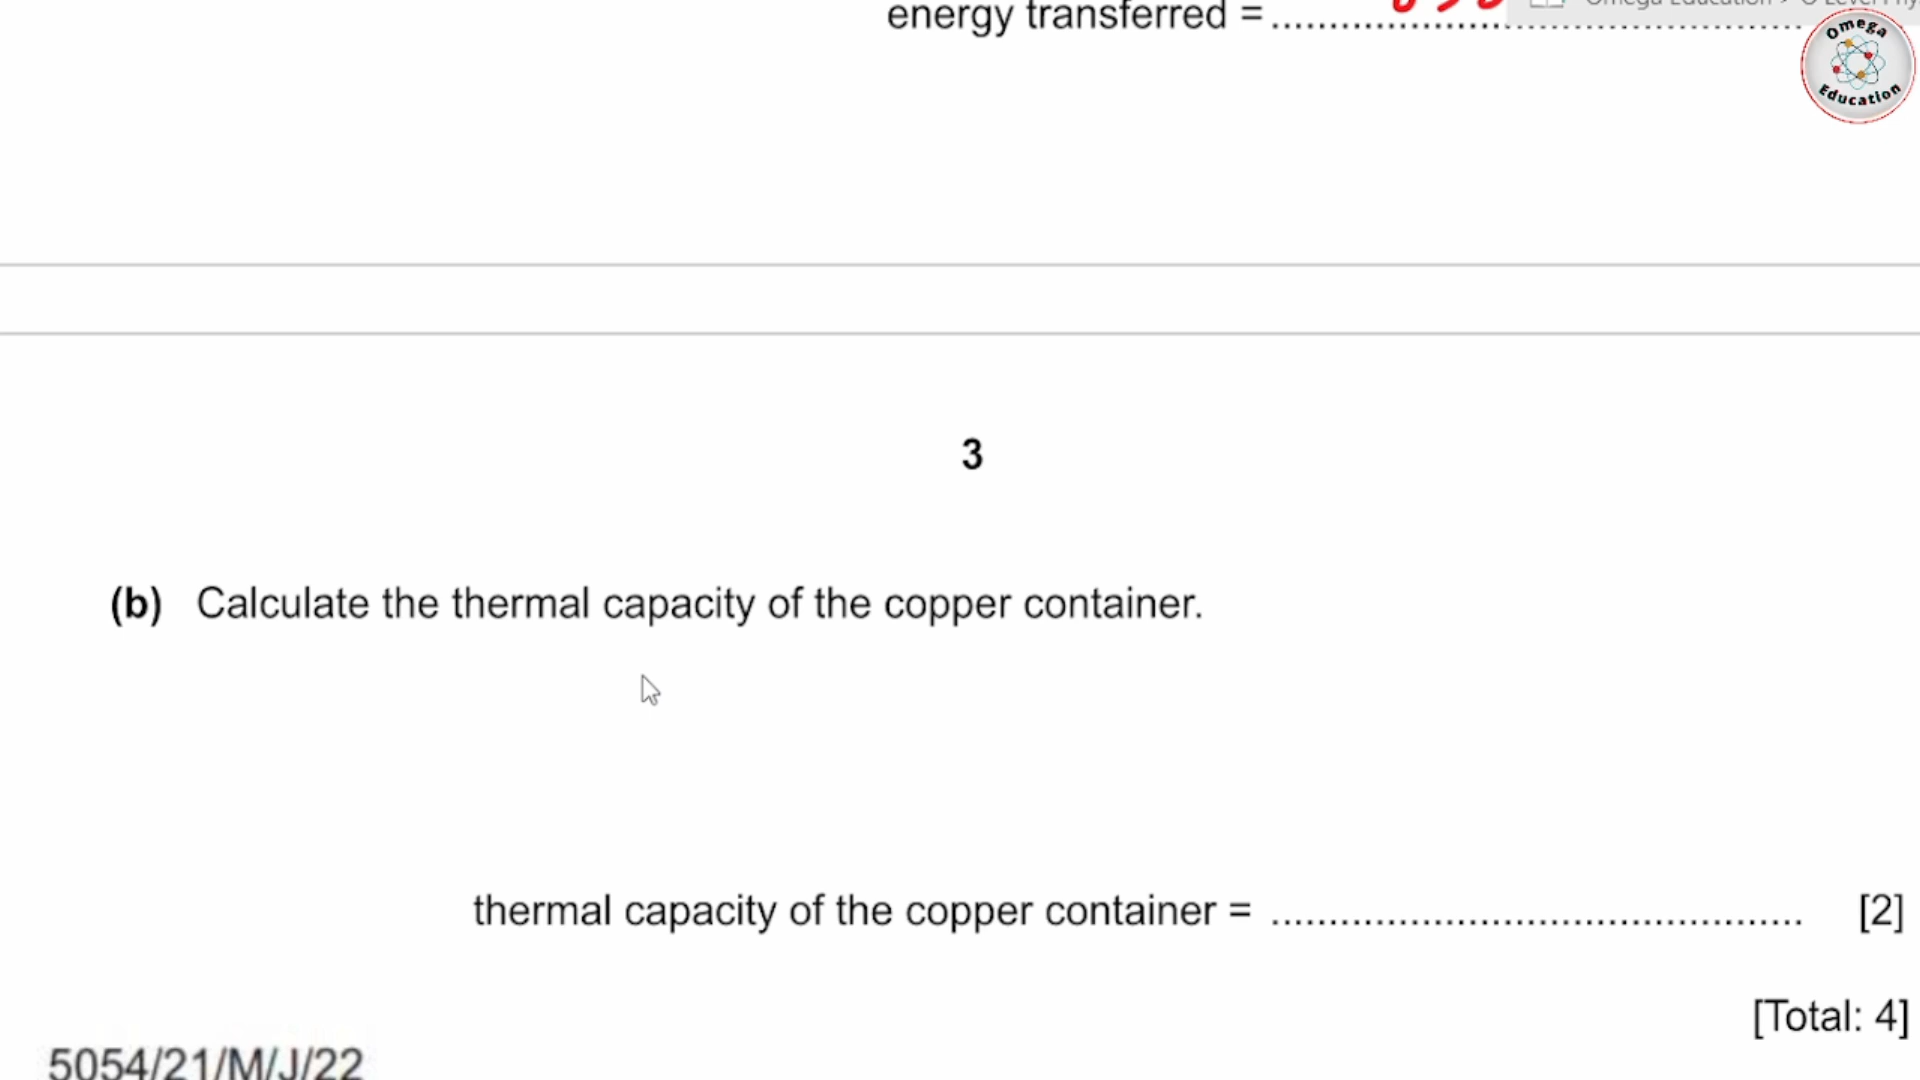 energy transferred =
Omega
Education
3
(b) Calculate the thermal capacity of the copper container.
thermal capacity of the copper container = ............................................ [2]
[Total: 4]
5054/21/M/J/22